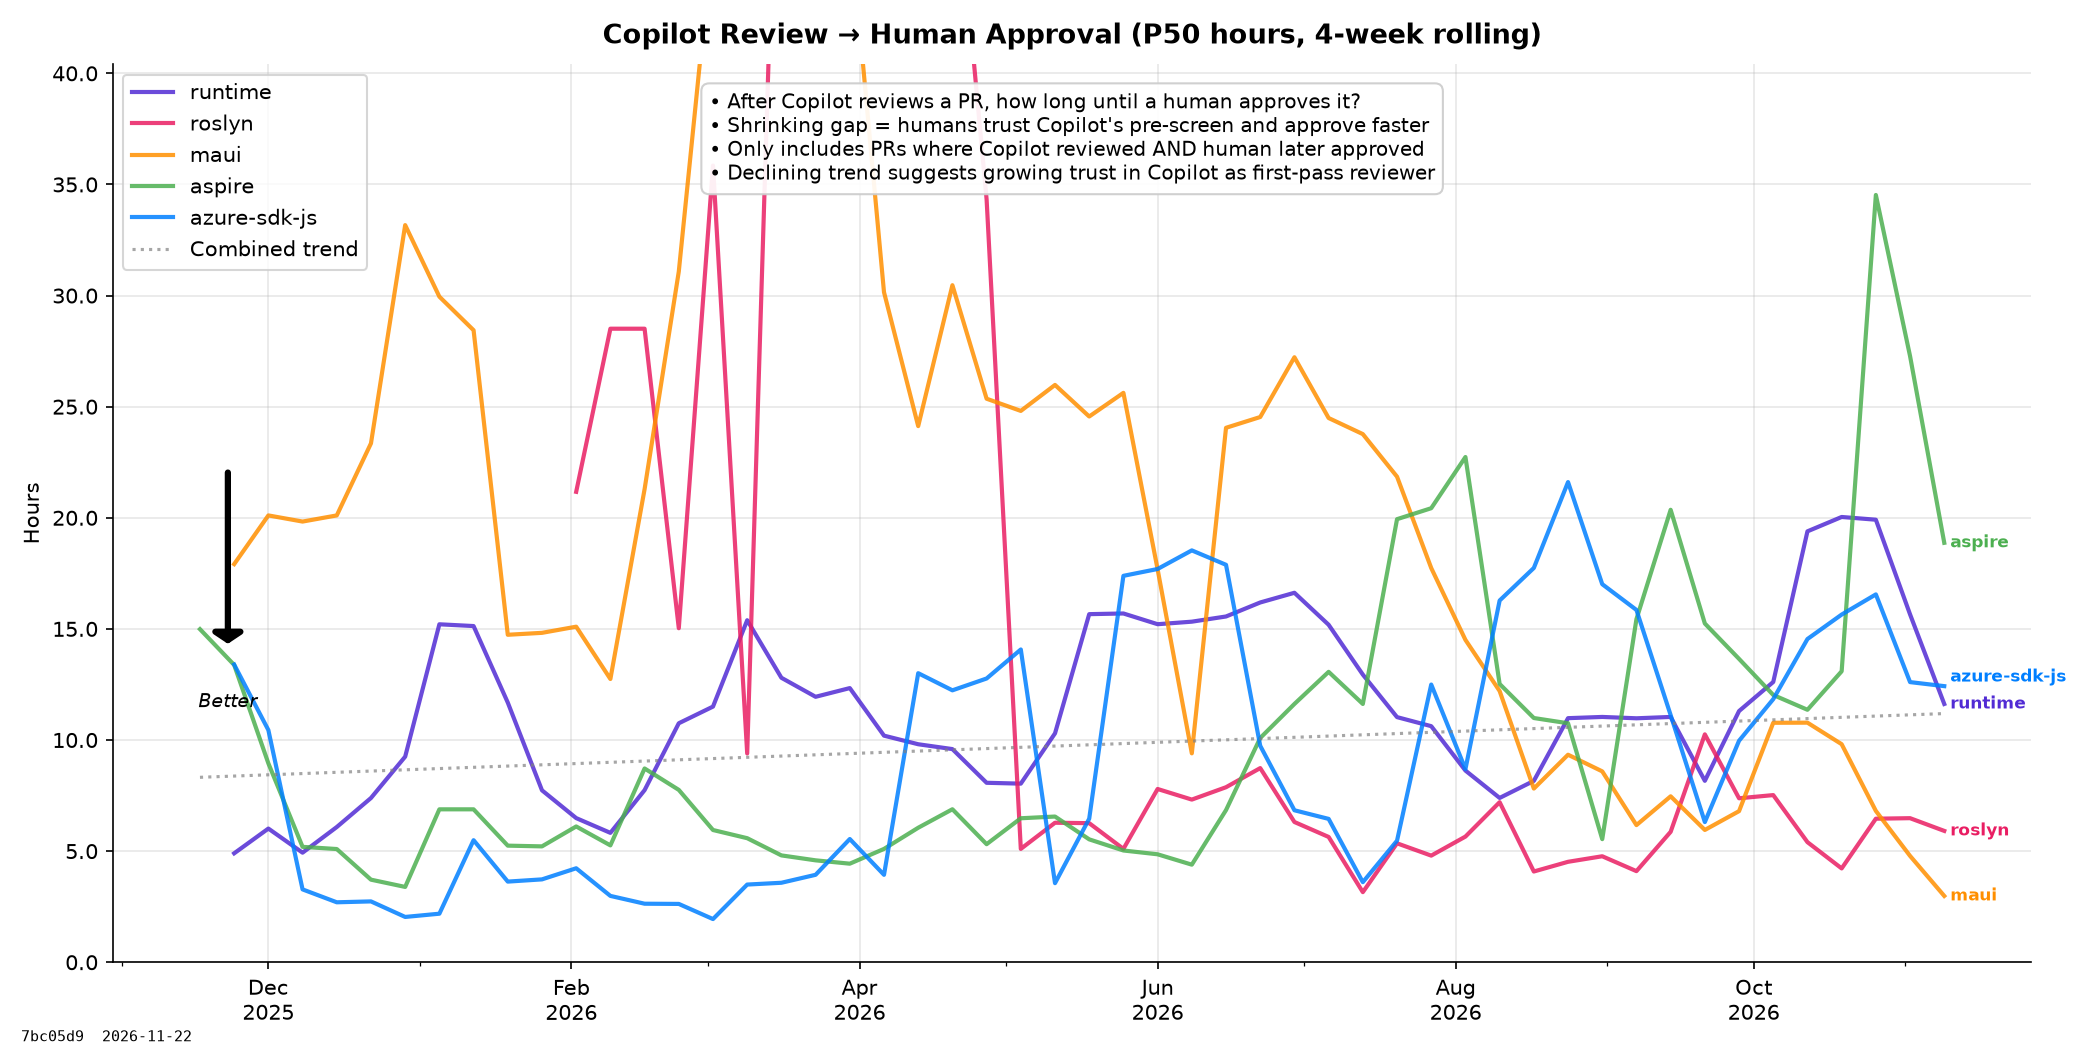 Copilot Review → Human Approval (P50 hours, 4-week rolling)
runtime
roslyn
maui
aspire
azure-sdk-js
Combined trend
• After Copilot reviews a PR, how long until a human approves it?
• Shrinking gap = humans trust Copilot's pre-screen and approve faster
• Only includes PRs where Copilot reviewed AND human later approved
• Declining trend suggests growing trust in Copilot as first-pass reviewer
40.0
35.0
30.0
25.0
20.0
15.0
10.0
5.0
0.0
Hours
Better
aspire
azure-sdk-js
runtime
roslyn
maui
Dec
2025
Feb
2026
Apr
2026
Jun
2026
Aug
2026
Oct
2026
7bc05d9  2026-11-22